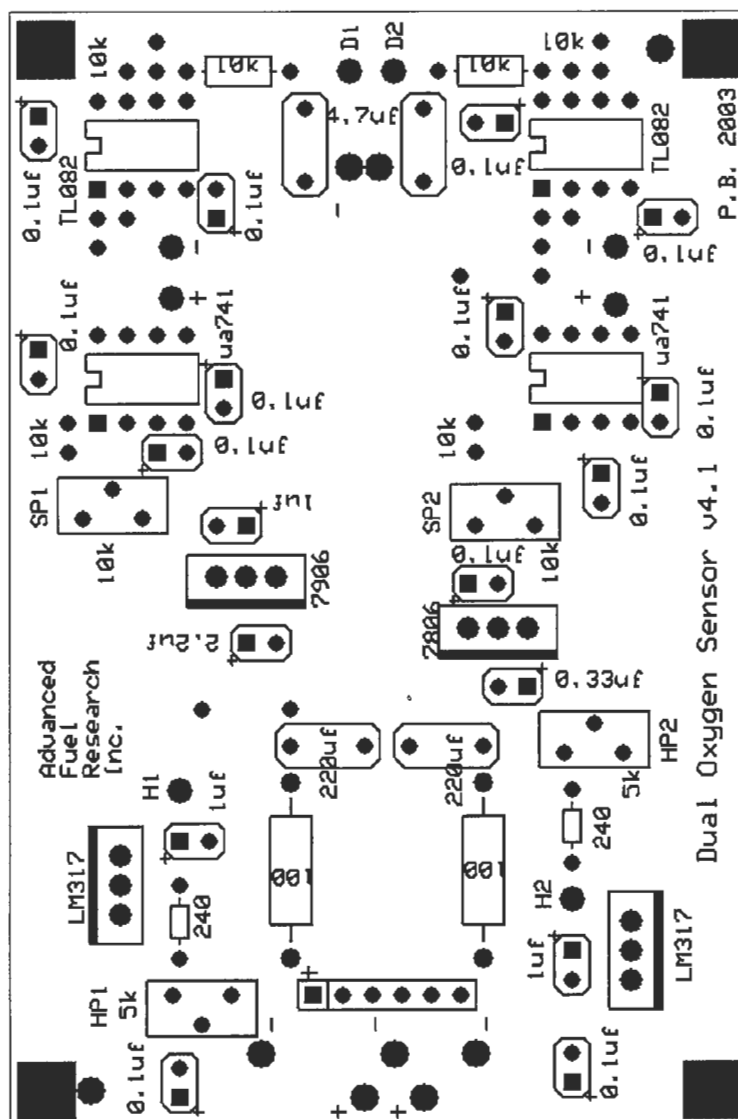 10k
D1
D2
10k
10k
10k
4.7uf
0.1uf
TL082
0.1uf
0.1uf
TL082
P.B. 2003
0.1uf
-
-
-
0.1uf
+
+
0.1uf
ua741
0.1uf
ua741
0.1uf
0.1uf
10k
0.1uf
10k
SP1
10k
1uf
SP2
0.1uf
10k
0.1uf
7906
7806
2.2uf
0.33uf
Advanced
Fuel
Research
Inc.
H1
1uf
220uf
220uf
HP2
5k
Dual Oxygen Sensor v4.1
LM317
240
100
100
240
H2
1uf
LM317
HP1
5k
+
-
-
-
0.1uf
+
+
0.1uf